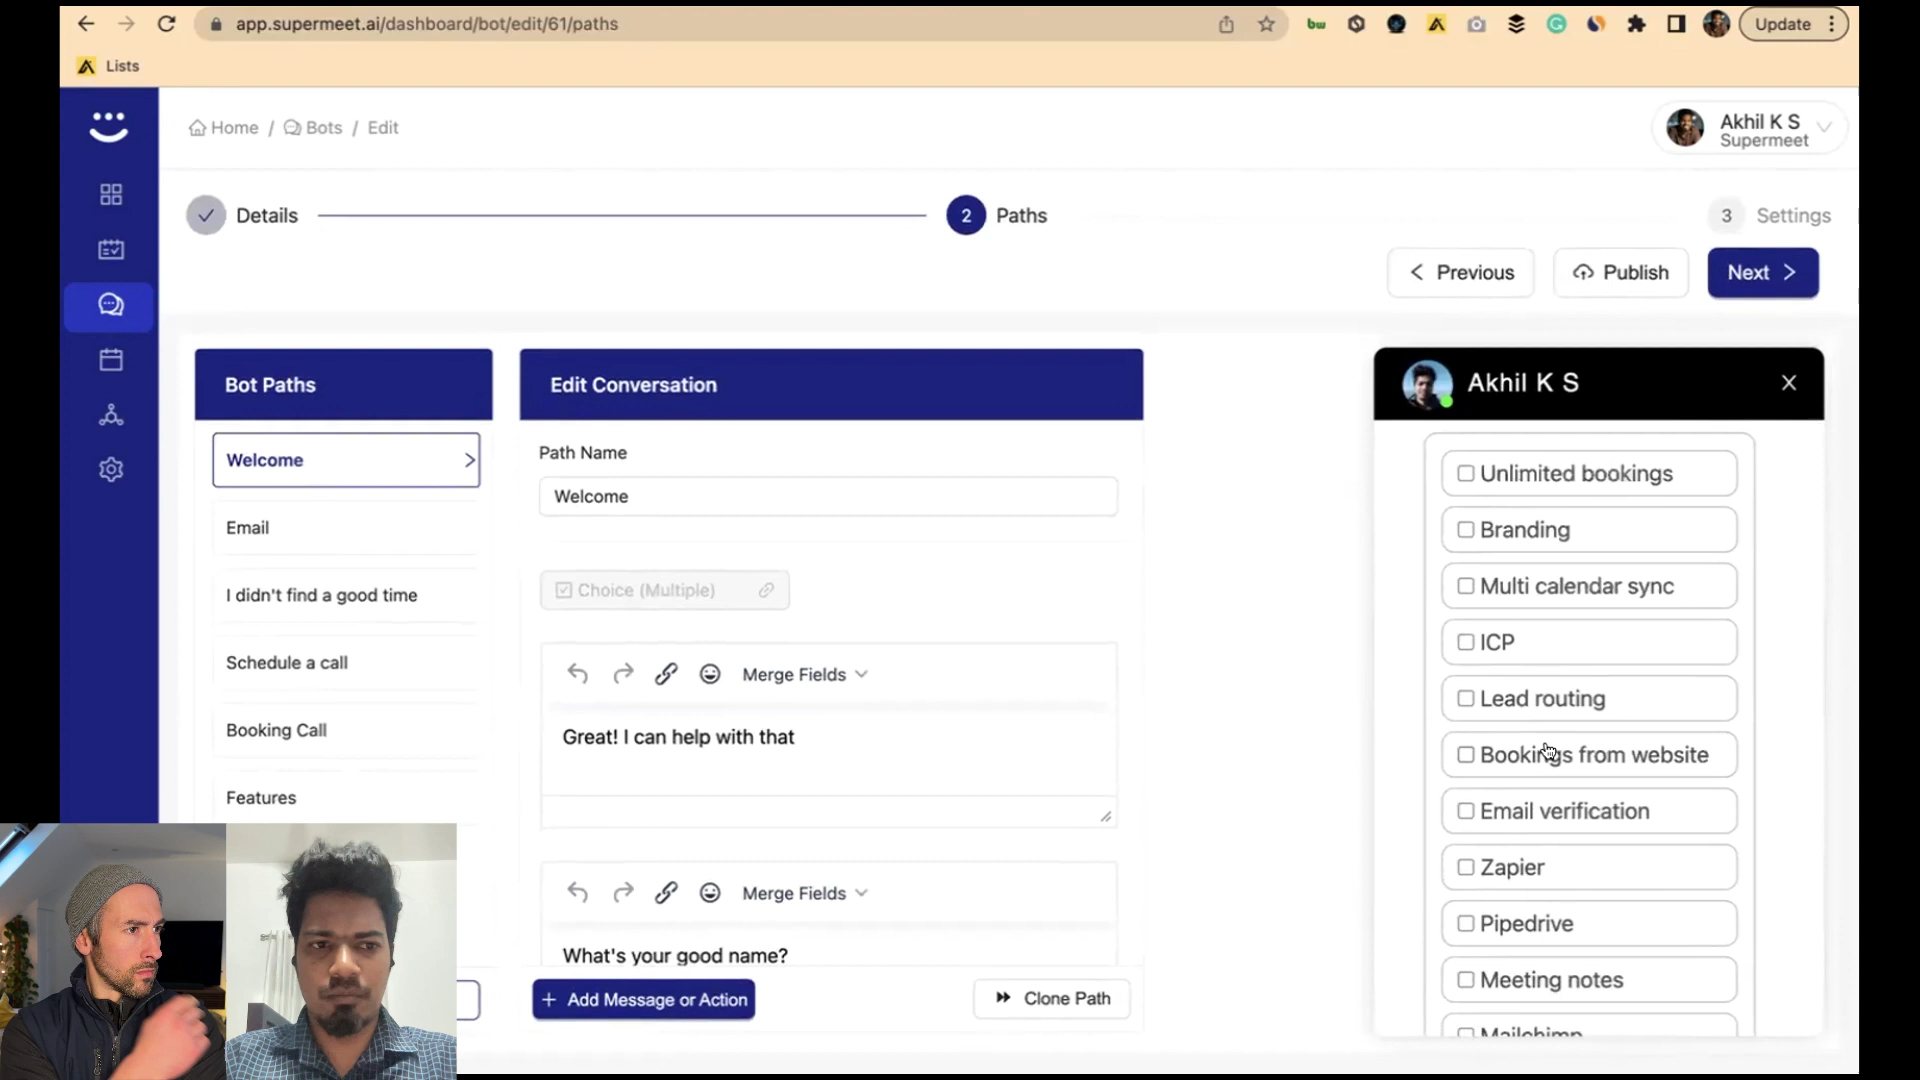 app.supermeet.ai/dashboard/bot/edit/61/paths
bw
Update
Lists
Home / Bots / Edit
Akhil K S
Supermeet
Details
2 Paths
3 Settings
Previous
Publish
Next
Bot Paths
Welcome
Email
I didn't find a good time
Schedule a call
Booking Call
Features
Edit Conversation
Path Name
Welcome
Choice (Multiple)
Merge Fields
Great! I can help with that
Merge Fields
What's your good name?
+ Add Message or Action
Clone Path
Akhil K S
Unlimited bookings
Branding
Multi calendar sync
ICP
Lead routing
Bookings from website
Email verification
Zapier
Pipedrive
Meeting notes
Mailchimp